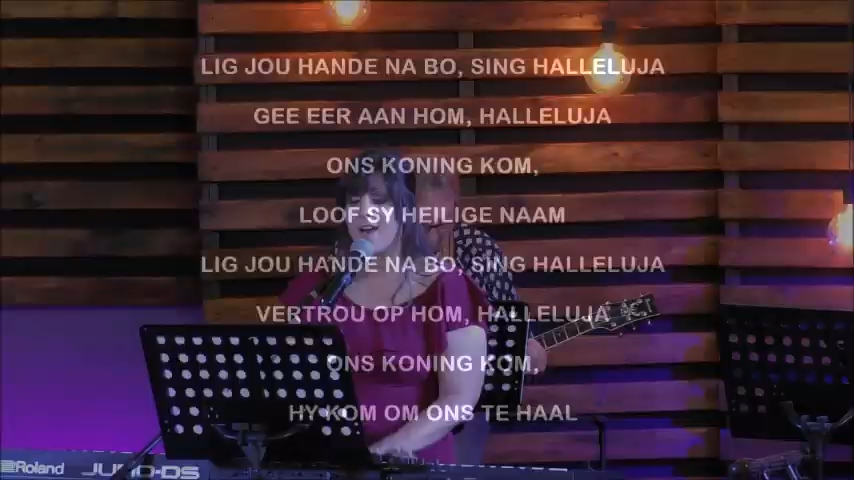 LIG JOU HANDE NA BO, SING HALLELUJA
GEE EER AAN HOM, HALLELUJA
ONS KONING KOM,
LOOF SY HEILIGE NAAM
LIG JOU HANDE NA BO, SING HALLELUJA
VERTROU OP HOM, HALLELUJA
ONS KONING KOM,
HY KOM OM ONS TE HAAL
Roland JUNO-DS